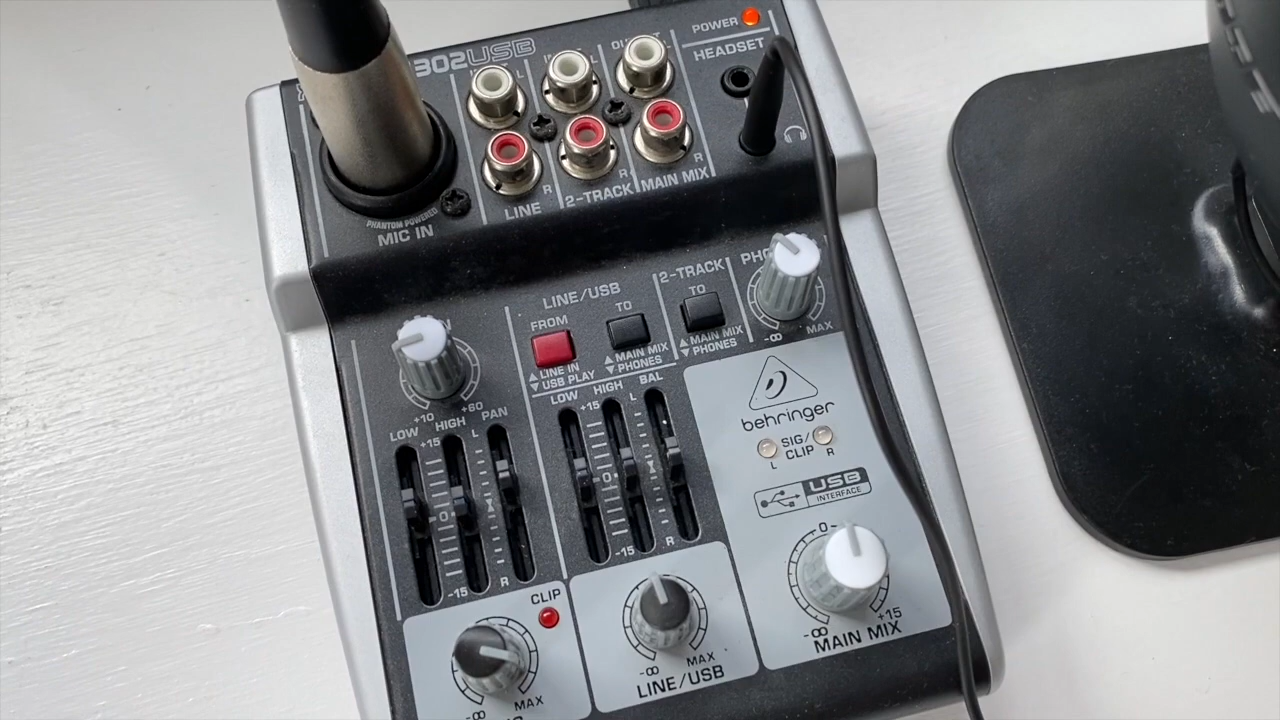 POWER
302USB
HEADSET
L
R
R
R
LINE
2-TRACK
MAIN MIX
PHANTOM POWERED
MIC IN
LINE/USB
2-TRACK
FROM
TO
TO
LINE IN
USB PLAY
MAIN MIX
PHONES
MAIN MIX
PHONES
-∞
MAX
+10
+60
LOW
HIGH
PAN
+15
0
-15
L
R
LOW
HIGH
BAL
+15
0
-15
L
R
behringer
SIG/
CLIP
L
R
USB
INTERFACE
CLIP
-∞
MAX
-∞
MAX
LINE/USB
0
-∞
+15
MAIN MIX